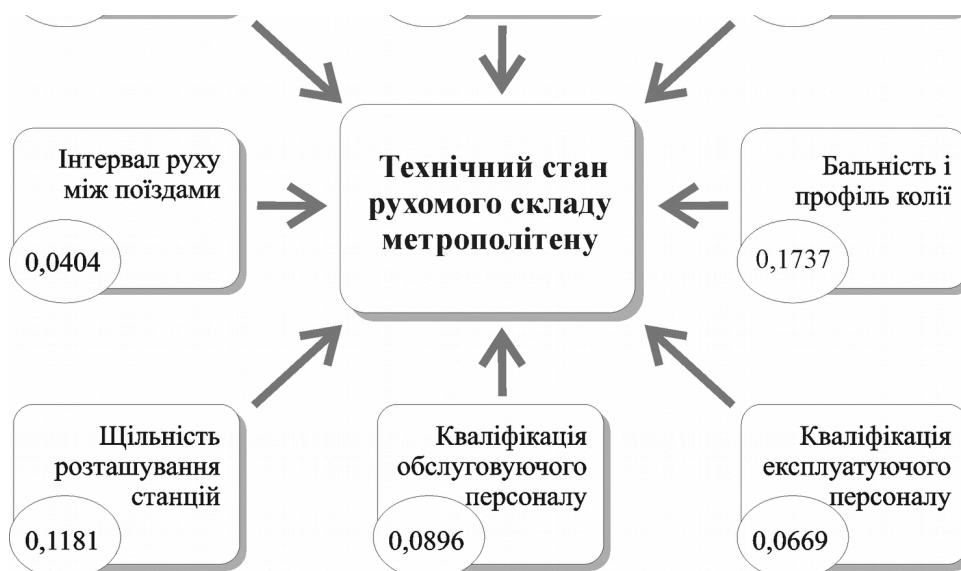 Інтервал руху
між поїздами
0,0404
Технічний стан
рухомого складу
метрополітену
Бальність і
профіль колії
0,1737
Щільність
розташування
станцій
0,1181
Кваліфікація
обслуговуючого
персоналу
0,0896
Кваліфікація
експлуатуючого
персоналу
0,0669